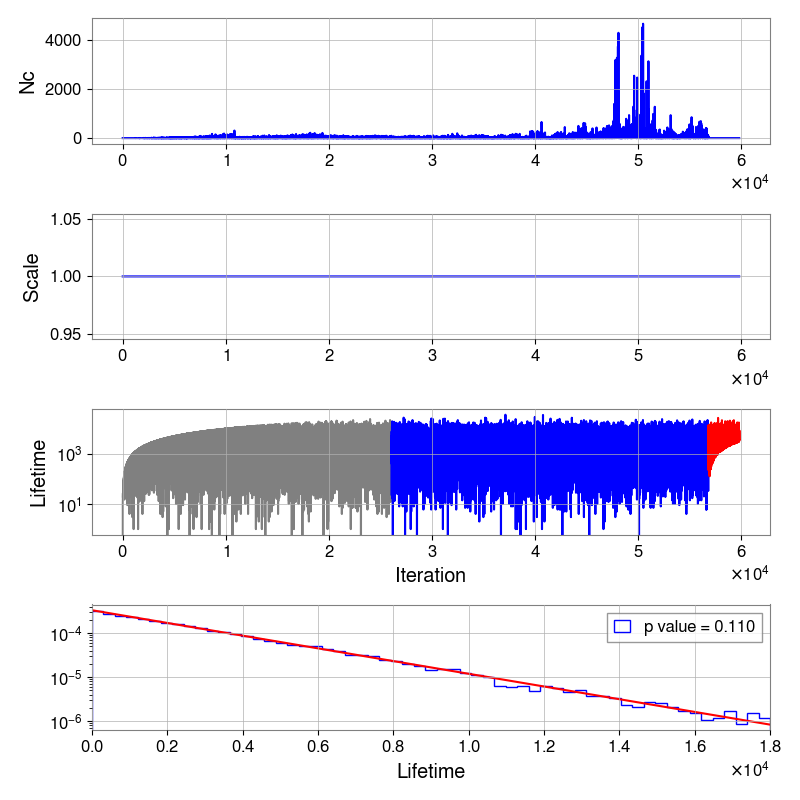 Nc
4000
2000
0
0 1 2 3 4 5 6
×10⁴
Scale
1.05
1.00
0.95
0 1 2 3 4 5 6
×10⁴
Lifetime
10³
10¹
0 1 2 3 4 5 6
Iteration
×10⁴
p value = 0.110
10⁻⁴
10⁻⁵
10⁻⁶
0.0 0.2 0.4 0.6 0.8 1.0 1.2 1.4 1.6 1.8
Lifetime
×10⁴